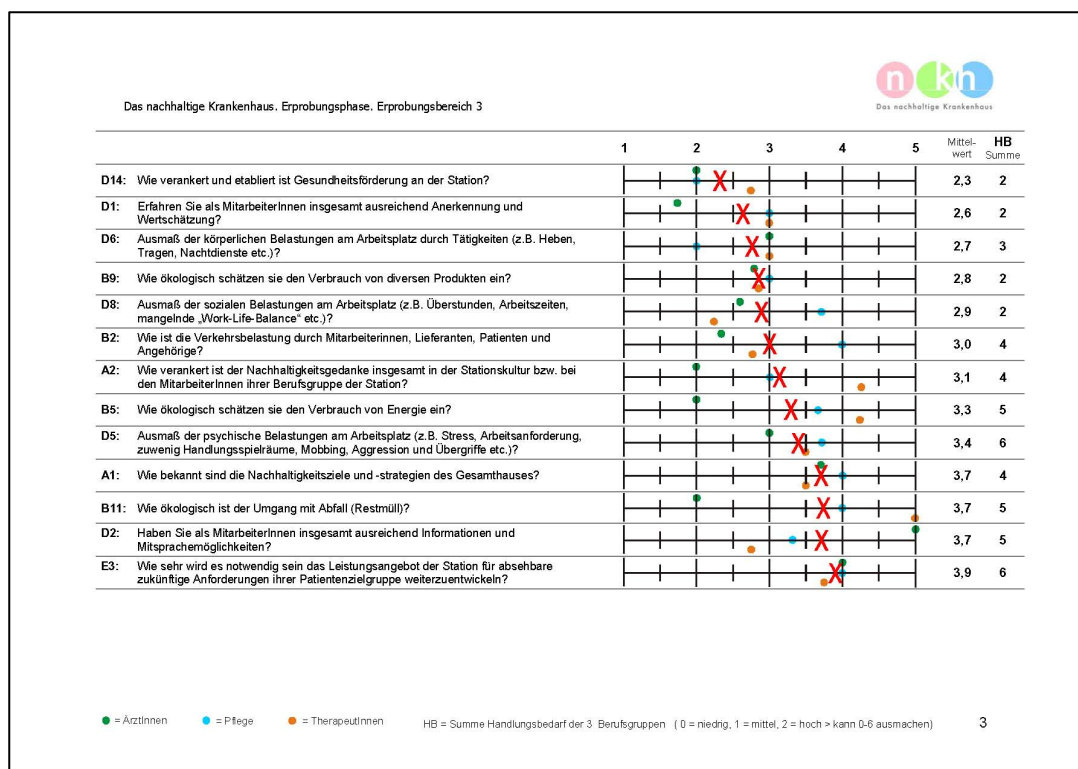 nkh
Das nachhaltige Krankenhaus
Das nachhaltige Krankenhaus. Erprobungsphase. Erprobungsbereich 3
1 2 3 4 5 Mittel- HB
wert Summe
D14: Wie verankert und etabliert ist Gesundheitsförderung an der Station? 2,3 2
D1: Erfahren Sie als MitarbeiterInnen insgesamt ausreichend Anerkennung und
Wertschätzung? 2,6 2
D6: Ausmaß der körperlichen Belastungen am Arbeitsplatz durch Tätigkeiten (z.B. Heben,
Tragen, Nachtdienste etc.)? 2,7 3
B9: Wie ökologisch schätzen sie den Verbrauch von diversen Produkten ein? 2,8 2
D8: Ausmaß der sozialen Belastungen am Arbeitsplatz (z.B. Überstunden, Arbeitszeiten,
mangelnde „Work-Life-Balance“ etc.)? 2,9 2
B2: Wie ist die Verkehrsbelastung durch Mitarbeiterinnen, Lieferanten, Patienten und
Angehörige? 3,0 4
A2: Wie verankert ist der Nachhaltigkeitsgedanke insgesamt in der Stationskultur bzw. bei
den MitarbeiterInnen ihrer Berufsgruppe der Station? 3,1 4
B5: Wie ökologisch schätzen sie den Verbrauch von Energie ein? 3,3 5
D5: Ausmaß der psychische Belastungen am Arbeitsplatz (z.B. Stress, Arbeitsanforderung,
zuwenig Handlungsspielräume, Mobbing, Aggression und Übergriffe etc.)? 3,4 6
A1: Wie bekannt sind die Nachhaltigkeitsziele und -strategien des Gesamthauses? 3,7 4
B11: Wie ökologisch ist der Umgang mit Abfall (Restmüll)? 3,7 5
D2: Haben Sie als MitarbeiterInnen insgesamt ausreichend Informationen und
Mitsprachemöglichkeiten? 3,7 5
E3: Wie sehr wird es notwendig sein das Leistungsangebot der Station für absehbare
zukünftige Anforderungen ihrer Patientenzielgruppe weiterzuentwickeln? 3,9 6
= ÄrztInnen = Pflege = TherapeutInnen HB = Summe Handlungsbedarf der 3 Berufsgruppen ( 0 = niedrig, 1 = mittel, 2 = hoch > kann 0-6 ausmachen) 3